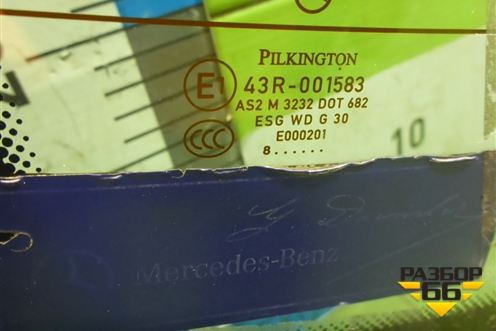 PILKINGTON
E1 43R-001583
AS2 M 3232 DOT 682
CCC ESG WD G 30
E000201
8......
10
Mercedes-Benz
РАЗБОР
66